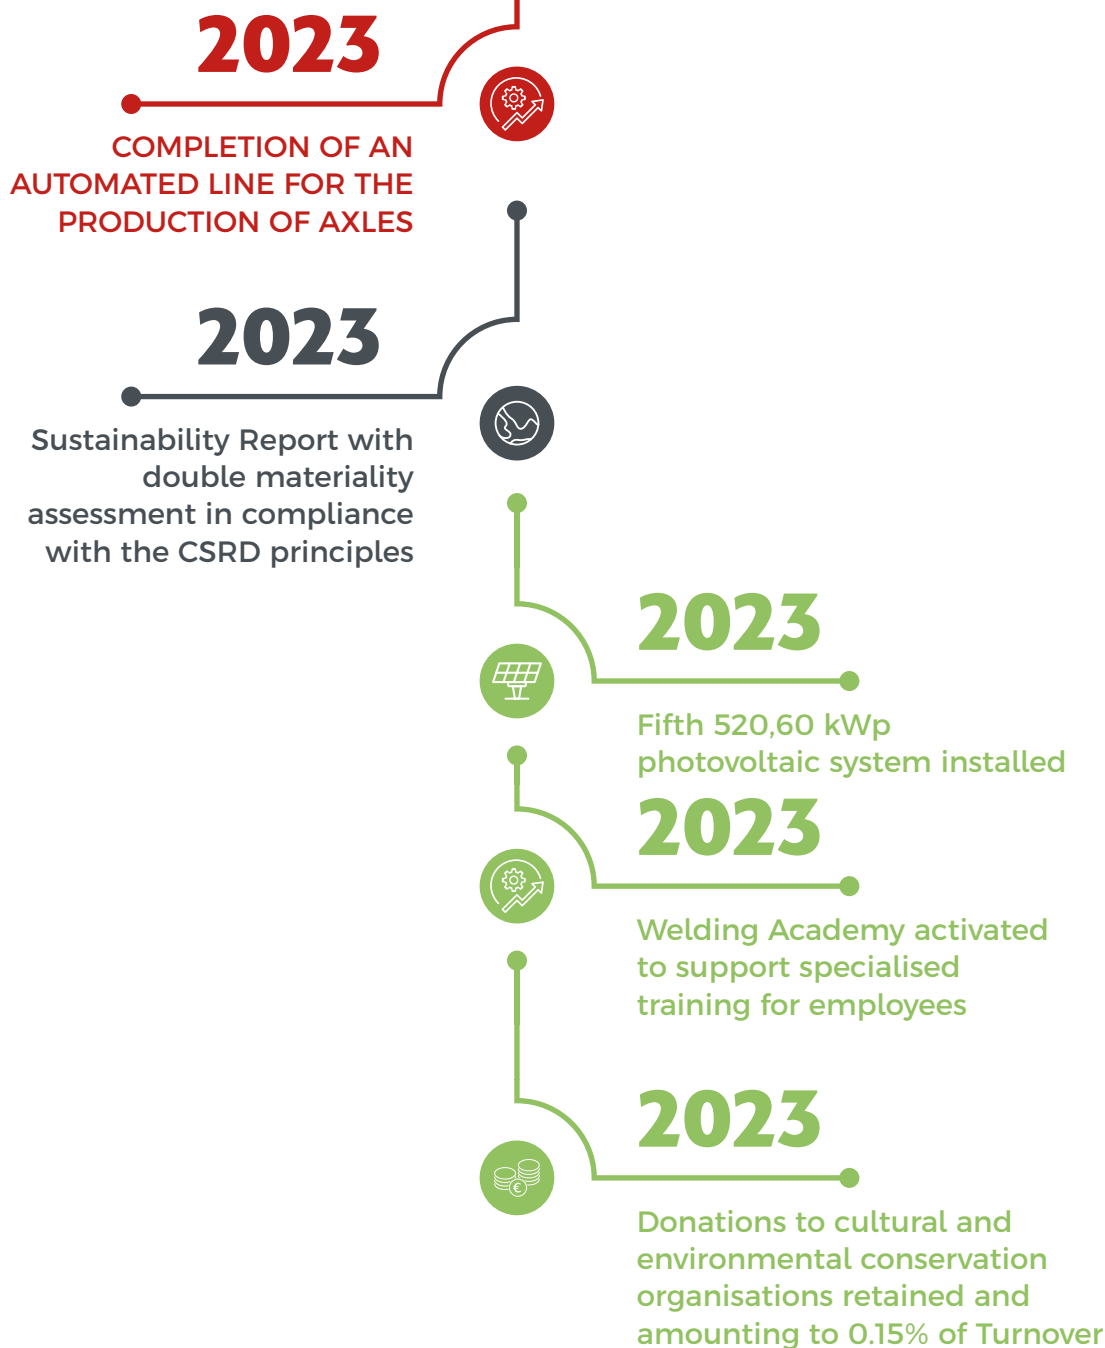 2023
COMPLETION OF AN
AUTOMATED LINE FOR THE
PRODUCTION OF AXLES
2023
Sustainability Report with
double materiality
assessment in compliance
with the CSRD principles
2023
Fifth 520,60 kWp
photovoltaic system installed
2023
Welding Academy activated
to support specialised
training for employees
2023
€
Donations to cultural and
environmental conservation
organisations retained and
amounting to 0.15% of Turnover